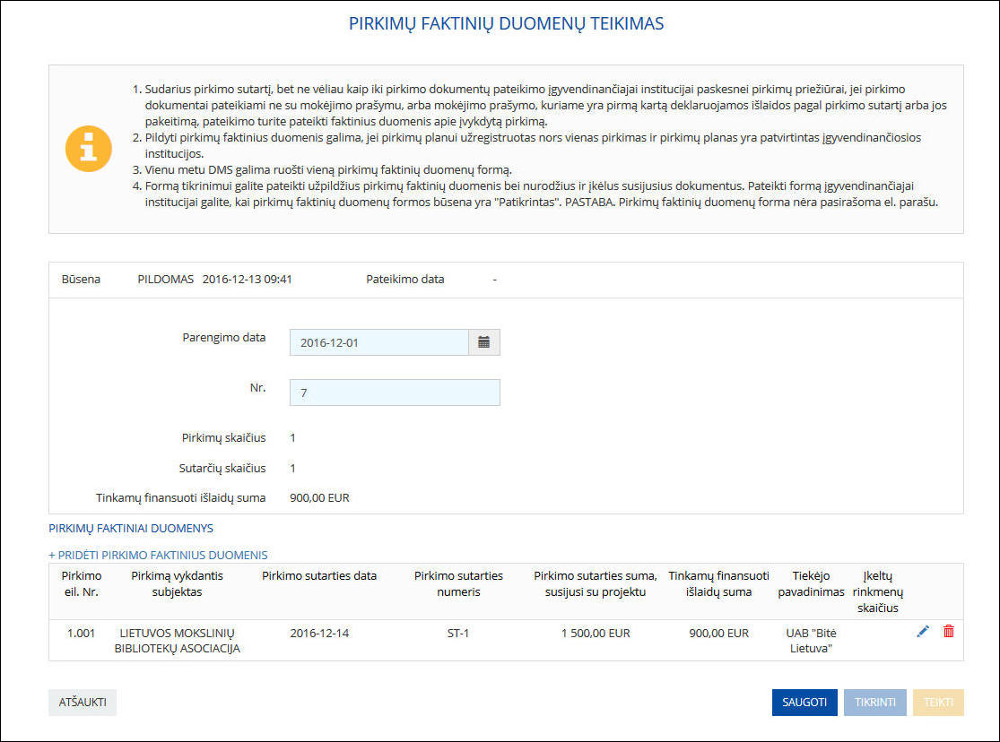 PIRKIMŲ FAKTINIŲ DUOMENŲ TEIKIMAS
1. Sudarius pirkimo sutartį, bet ne vėliau kaip iki pirkimo dokumentų pateikimo įgyvendinančiajai institucijai paskesnei pirkimų priežiūrai, jei pirkimo
dokumentai pateikiami ne su mokėjimo prašymu, arba mokėjimo prašymo, kuriame yra pirmą kartą deklaruojamos išlaidos pagal pirkimo sutartį arba jos
pakeitimą, pateikimo turite pateikti faktinius duomenis apie įvykdytą pirkimą.
2. Pildyti pirkimų faktinius duomenis galima, jei pirkimų planui užregistruotas nors vienas pirkimas ir pirkimų planas yra patvirtintas įgyvendinančiosios
institucijos.
3. Vienu metu DMS galima ruošti vieną pirkimų faktinių duomenų formą.
4. Formą tikrinimui galite pateikti užpildžius pirkimų faktinius duomenis bei nurodžius ir įkėlus susijusius dokumentus. Pateikti formą įgyvendinančiajai
institucijai galite, kai pirkimų faktinių duomenų formos būsena yra "Patikrintas". PASTABA. Pirkimų faktinių duomenų forma nėra pasirašoma el. parašu.
Būsena PILDOMAS 2016-12-13 09:41 Pateikimo data -
Parengimo data 2016-12-01
Nr. 7
Pirkimų skaičius 1
Sutarčių skaičius 1
Tinkamų finansuoti išlaidų suma 900,00 EUR
PIRKIMŲ FAKTINIAI DUOMENYS
+ PRIDĖTI PIRKIMO FAKTINIUS DUOMENIS
Pirkimo Pirkimą vykdantis Pirkimo sutarties data Pirkimo sutarties Pirkimo sutarties suma, Tinkamų finansuoti Tiekėjo Įkeltų
eil. Nr. subjektas numeris susijusi su projektu išlaidų suma pavadinimas rinkmenų
skaičius
1.001 LIETUVOS MOKSLINIŲ 2016-12-14 ST-1 1 500,00 EUR 900,00 EUR UAB "Bitė
BIBLIOTEKŲ ASOCIACIJA Lietuva"
ATŠAUKTI SAUGOTI TIKRINTI TEIKTI